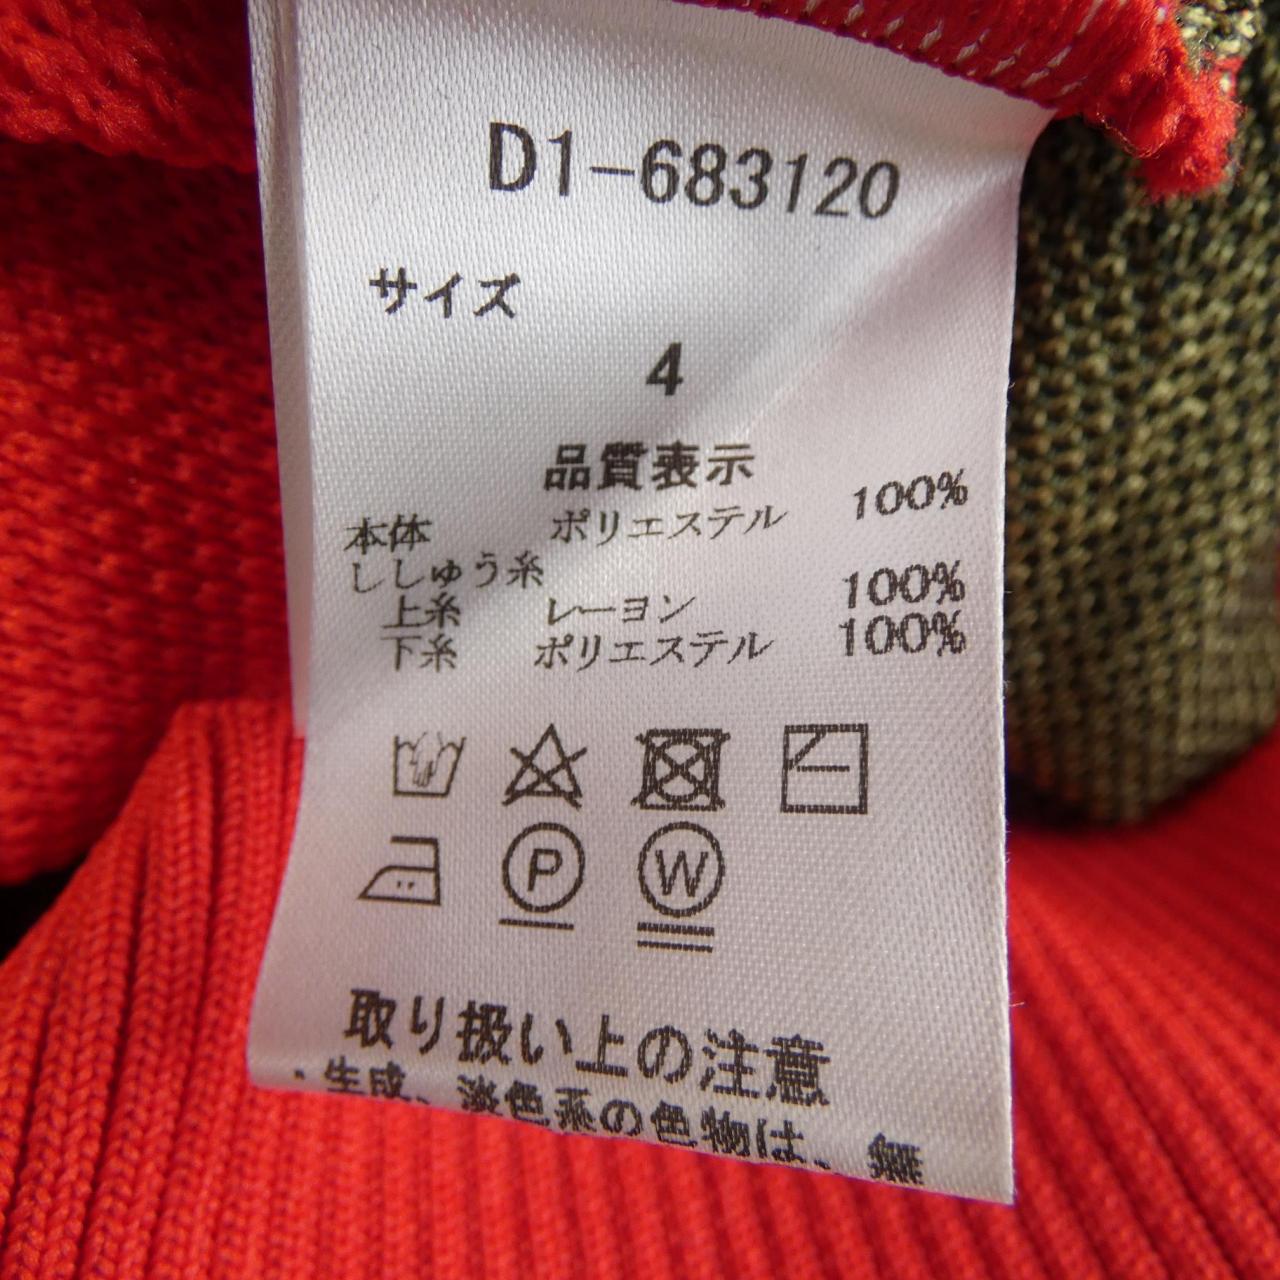 D1-683120
サイズ
4
品質表示
本体 ポリエステル 100%
ししゅう糸
上糸 レーヨン 100%
下糸 ポリエステル 100%
P W
取り扱い上の注意
・生成、淡色系の色物は、無